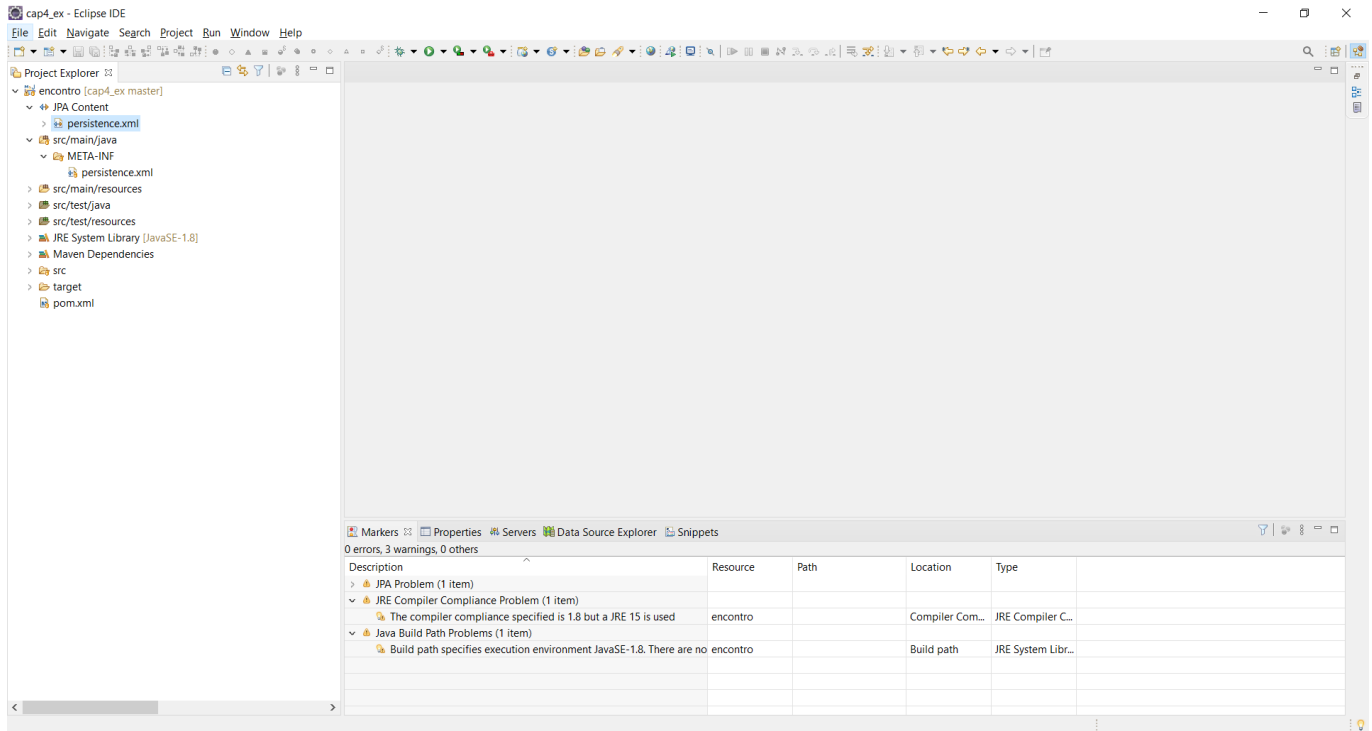 cap4_ex - Eclipse IDE
File Edit Navigate Search Project Run Window Help
Project Explorer
encontro [cap4_ex master]
JPA Content
persistence.xml
src/main/java
META-INF
persistence.xml
src/main/resources
src/test/java
src/test/resources
JRE System Library [JavaSE-1.8]
Maven Dependencies
src
target
pom.xml
Markers Properties Servers Data Source Explorer Snippets
0 errors, 3 warnings, 0 others
Description Resource Path Location Type
JPA Problem (1 item)
JRE Compiler Compliance Problem (1 item)
The compiler compliance specified is 1.8 but a JRE 15 is used encontro Compiler Com... JRE Compiler C...
Java Build Path Problems (1 item)
Build path specifies execution environment JavaSE-1.8. There are no encontro Build path JRE System Libr...